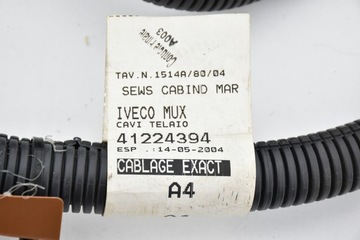 A003
TAV.N.1514A/80/04
SEWS CABIND MAR
IVECO MUX
CAVI TELAIO
41224394
ESP .:14-05-2004
CABLAGE EXACT
A4